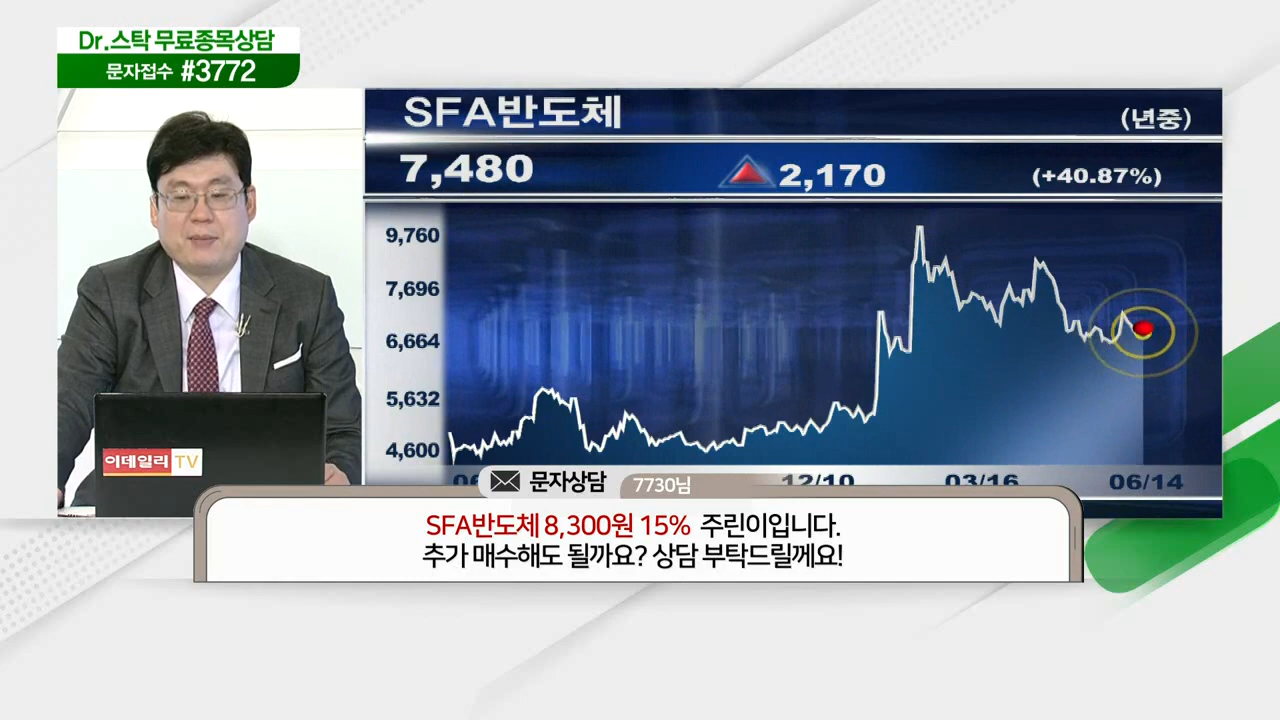 Dr.스탁 무료종목상담
문자접수 #3772
SFA반도체
(년중)
7,480
2,170
(+40.87%)
9,760
7,696
6,664
5,632
4,600
12/10
03/16
06/14
이데일리 TV
문자상담
7730님
SFA반도체 8,300원 15% 주린이입니다.
추가 매수해도 될까요? 상담 부탁드릴께요!